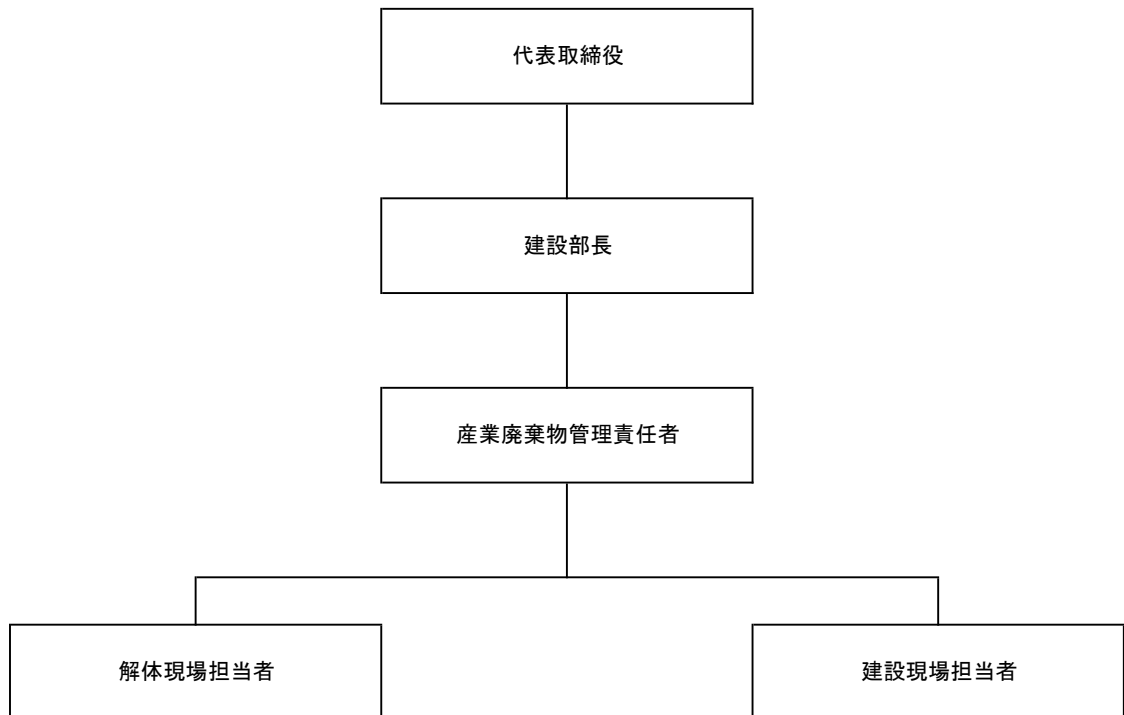 代表取締役
建設部長
産業廃棄物管理責任者
解体現場担当者
建設現場担当者